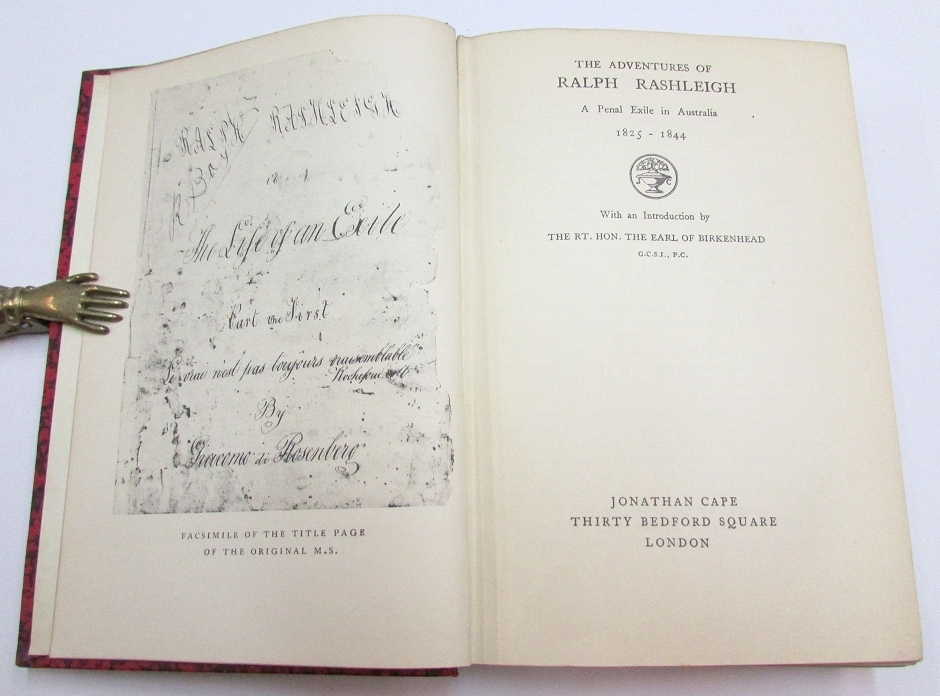 RALPH RASHLEIGH
or
The Life of an Exile
Part the First
Le vrai nest pas toujours vraisemblable
By
Giacomo di Rosenberg
FACSIMILE OF THE TITLE PAGE
OF THE ORIGINAL M.S.
THE ADVENTURES OF
RALPH RASHLEIGH
A Penal Exile in Australia
1825 - 1844
With an Introduction by
THE RT. HON. THE EARL OF BIRKENHEAD
G.C.S.I., P.C.
JONATHAN CAPE
THIRTY BEDFORD SQUARE
LONDON